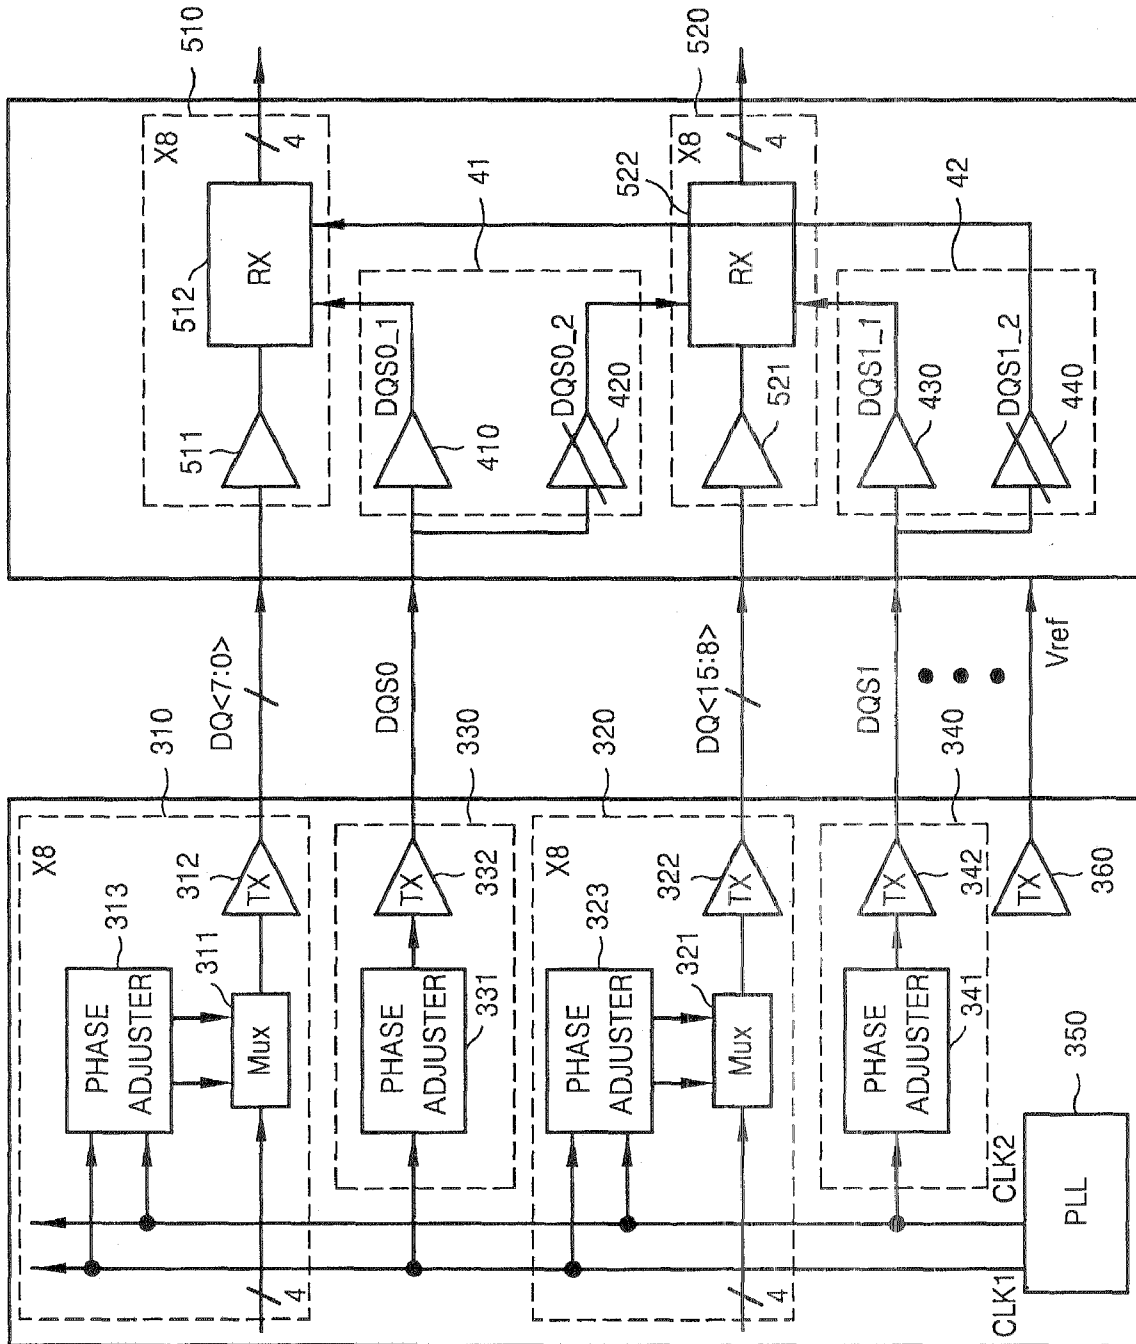 510
520
X8
4
RX
512
511
X8
4
522
RX
521
41
DQS0_1
410
DQS0_2
420
42
DQS1_1
430
DQS1_2
440
DQ<7:0>
DQS0
DQ<15:8>
DQS1
Vref
310
330
320
340
X8
313
PHASE
ADJUSTER
312
TX
311
Mux
4
TX
332
PHASE
ADJUSTER
331
X8
323
PHASE
ADJUSTER
322
TX
321
Mux
4
TX
342
PHASE
ADJUSTER
341
TX
360
350
CLK2
CLK1
PLL